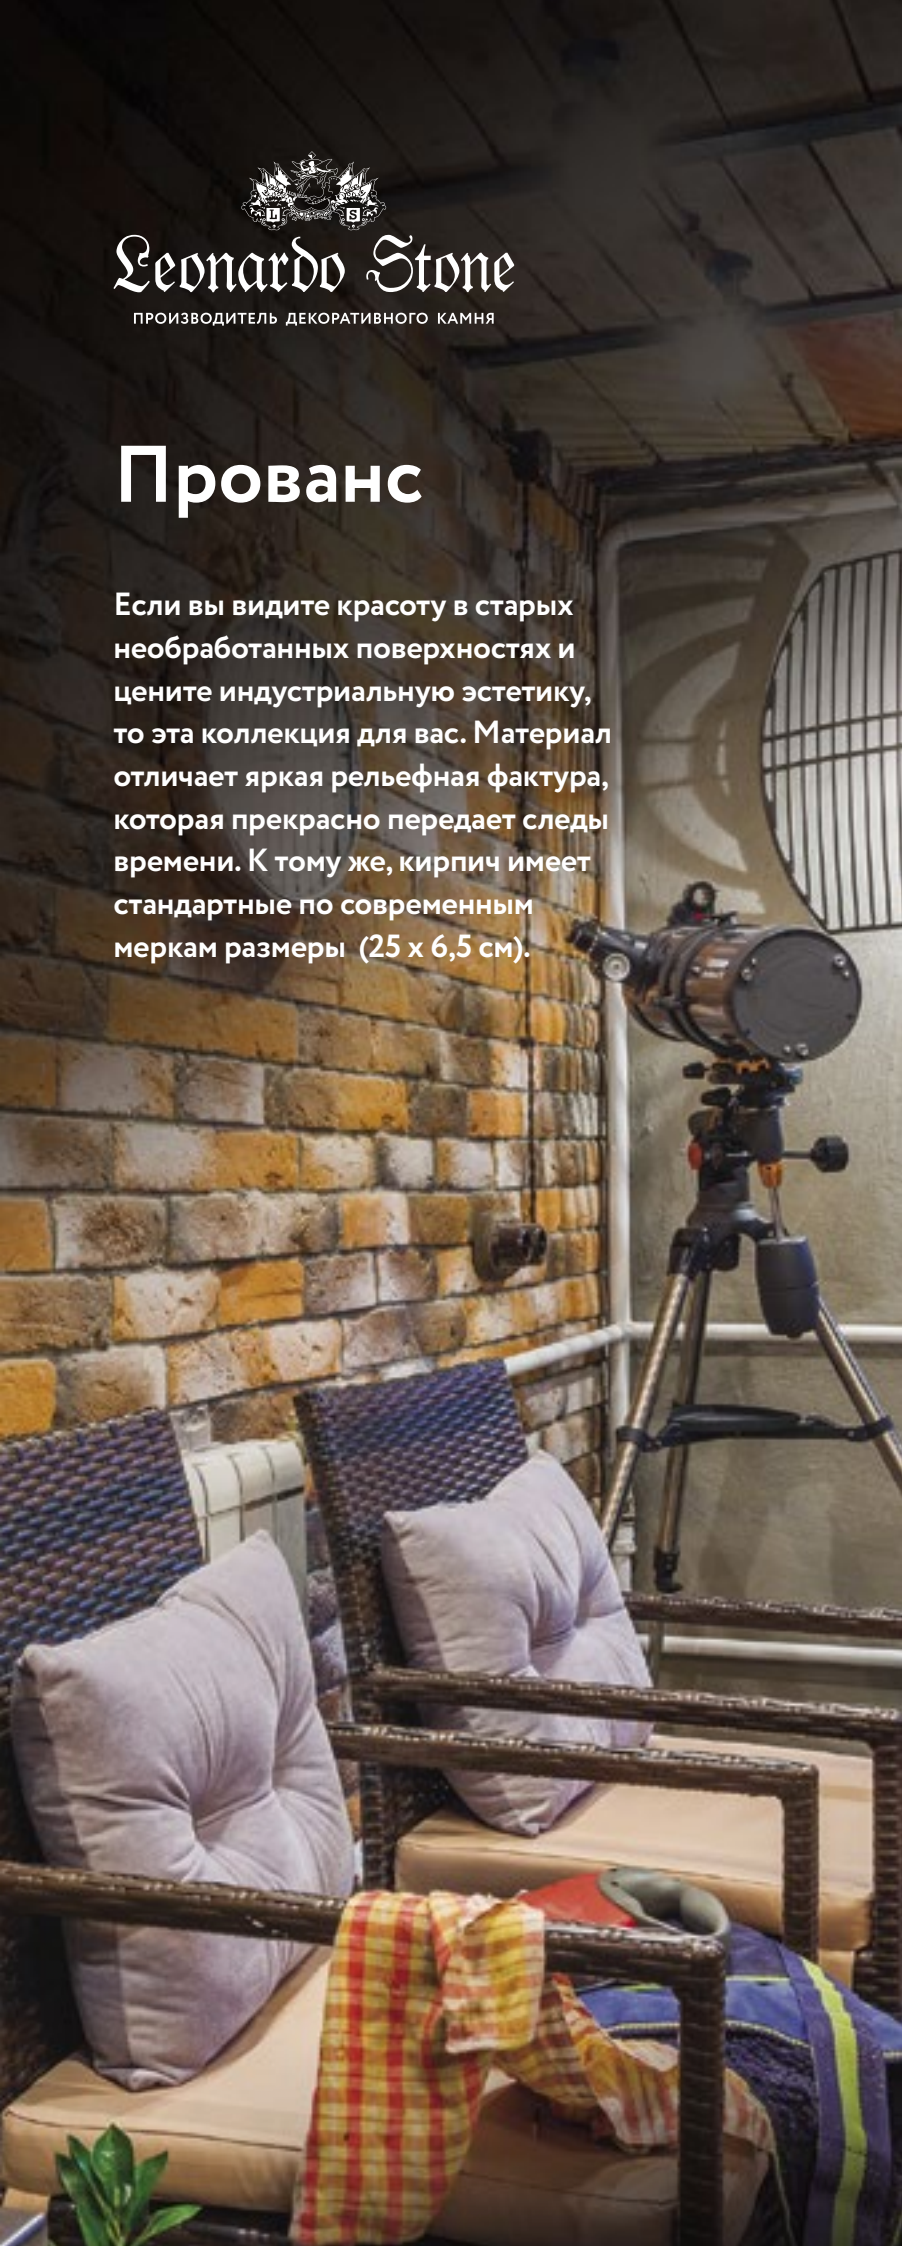 L S
Leonardo Stone
ПРОИЗВОДИТЕЛЬ ДЕКОРАТИВНОГО КАМНЯ
Прованс
Если вы видите красоту в старых
необработанных поверхностях и
цените индустриальную эстетику,
то эта коллекция для вас. Материал
отличает яркая рельефная фактура,
которая прекрасно передает следы
времени. К тому же, кирпич имеет
стандартные по современным
меркам размеры  (25 х 6,5 см).